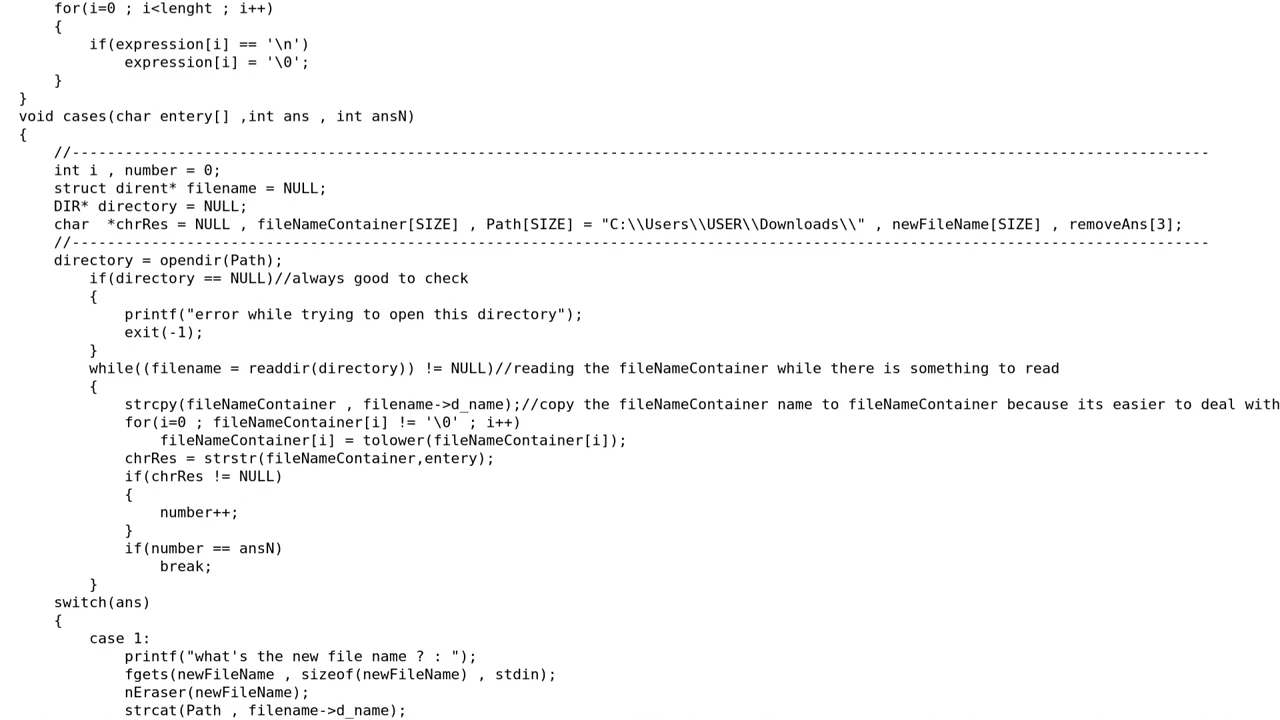 for(i=0 ; i<lenght ; i++)
{
if(expression[i] == '\n')
expression[i] = '\0';
}
}
void cases(char entery[] ,int ans , int ansN)
{
//---------------------------------------------------------------------------------------------------------------------------------
int i , number = 0;
struct dirent* filename = NULL;
DIR* directory = NULL;
char  *chrRes = NULL , fileNameContainer[SIZE] , Path[SIZE] = "C:\\Users\\USER\\Downloads\\" , newFileName[SIZE] , removeAns[3];
//---------------------------------------------------------------------------------------------------------------------------------
directory = opendir(Path);
if(directory == NULL)//always good to check
{
printf("error while trying to open this directory");
exit(-1);
}
while((filename = readdir(directory)) != NULL)//reading the fileNameContainer while there is something to read
{
strcpy(fileNameContainer , filename->d_name);//copy the fileNameContainer name to fileNameContainer because its easier to deal with
for(i=0 ; fileNameContainer[i] != '\0' ; i++)
fileNameContainer[i] = tolower(fileNameContainer[i]);
chrRes = strstr(fileNameContainer,entery);
if(chrRes != NULL)
{
number++;
}
if(number == ansN)
break;
}
switch(ans)
{
case 1:
printf("what's the new file name ? : ");
fgets(newFileName , sizeof(newFileName) , stdin);
nEraser(newFileName);
strcat(Path , filename->d_name);